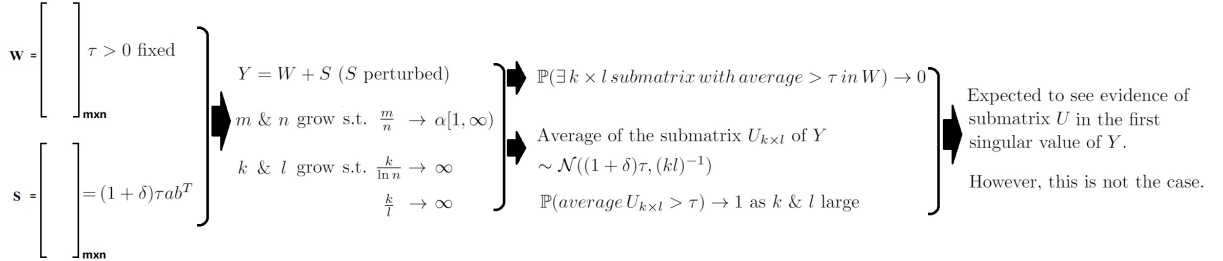 W = [ ] mxn τ > 0 fixed
S = [ ] mxn = (1 + δ)τab^T
Y = W + S (S perturbed)
m & n grow s.t. m/n → α[1, ∞)
k & l grow s.t. k/ln n → ∞
k/l → ∞
ℙ(∃ k × l submatrix with average > τ in W) → 0
Average of the submatrix U_{k×l} of Y
∼ 𝒩((1 + δ)τ, (kl)^{-1})
ℙ(average U_{k×l} > τ) → 1 as k & l large
Expected to see evidence of
submatrix U in the first
singular value of Y.
However, this is not the case.